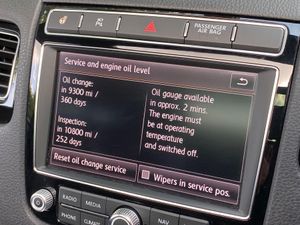 PASSENGER
AIR BAG
Service and engine oil level
Oil change:
in 9300 mi /
360 days
Inspection:
in 10800 mi /
252 days
Oil gauge available
in approx. 2 mins.
The engine must
be at operating
temperature
and switched off.
Reset oil change service
Wipers in service pos.
RADIO
MEDIA
PHONE
CLIMATE
NAV